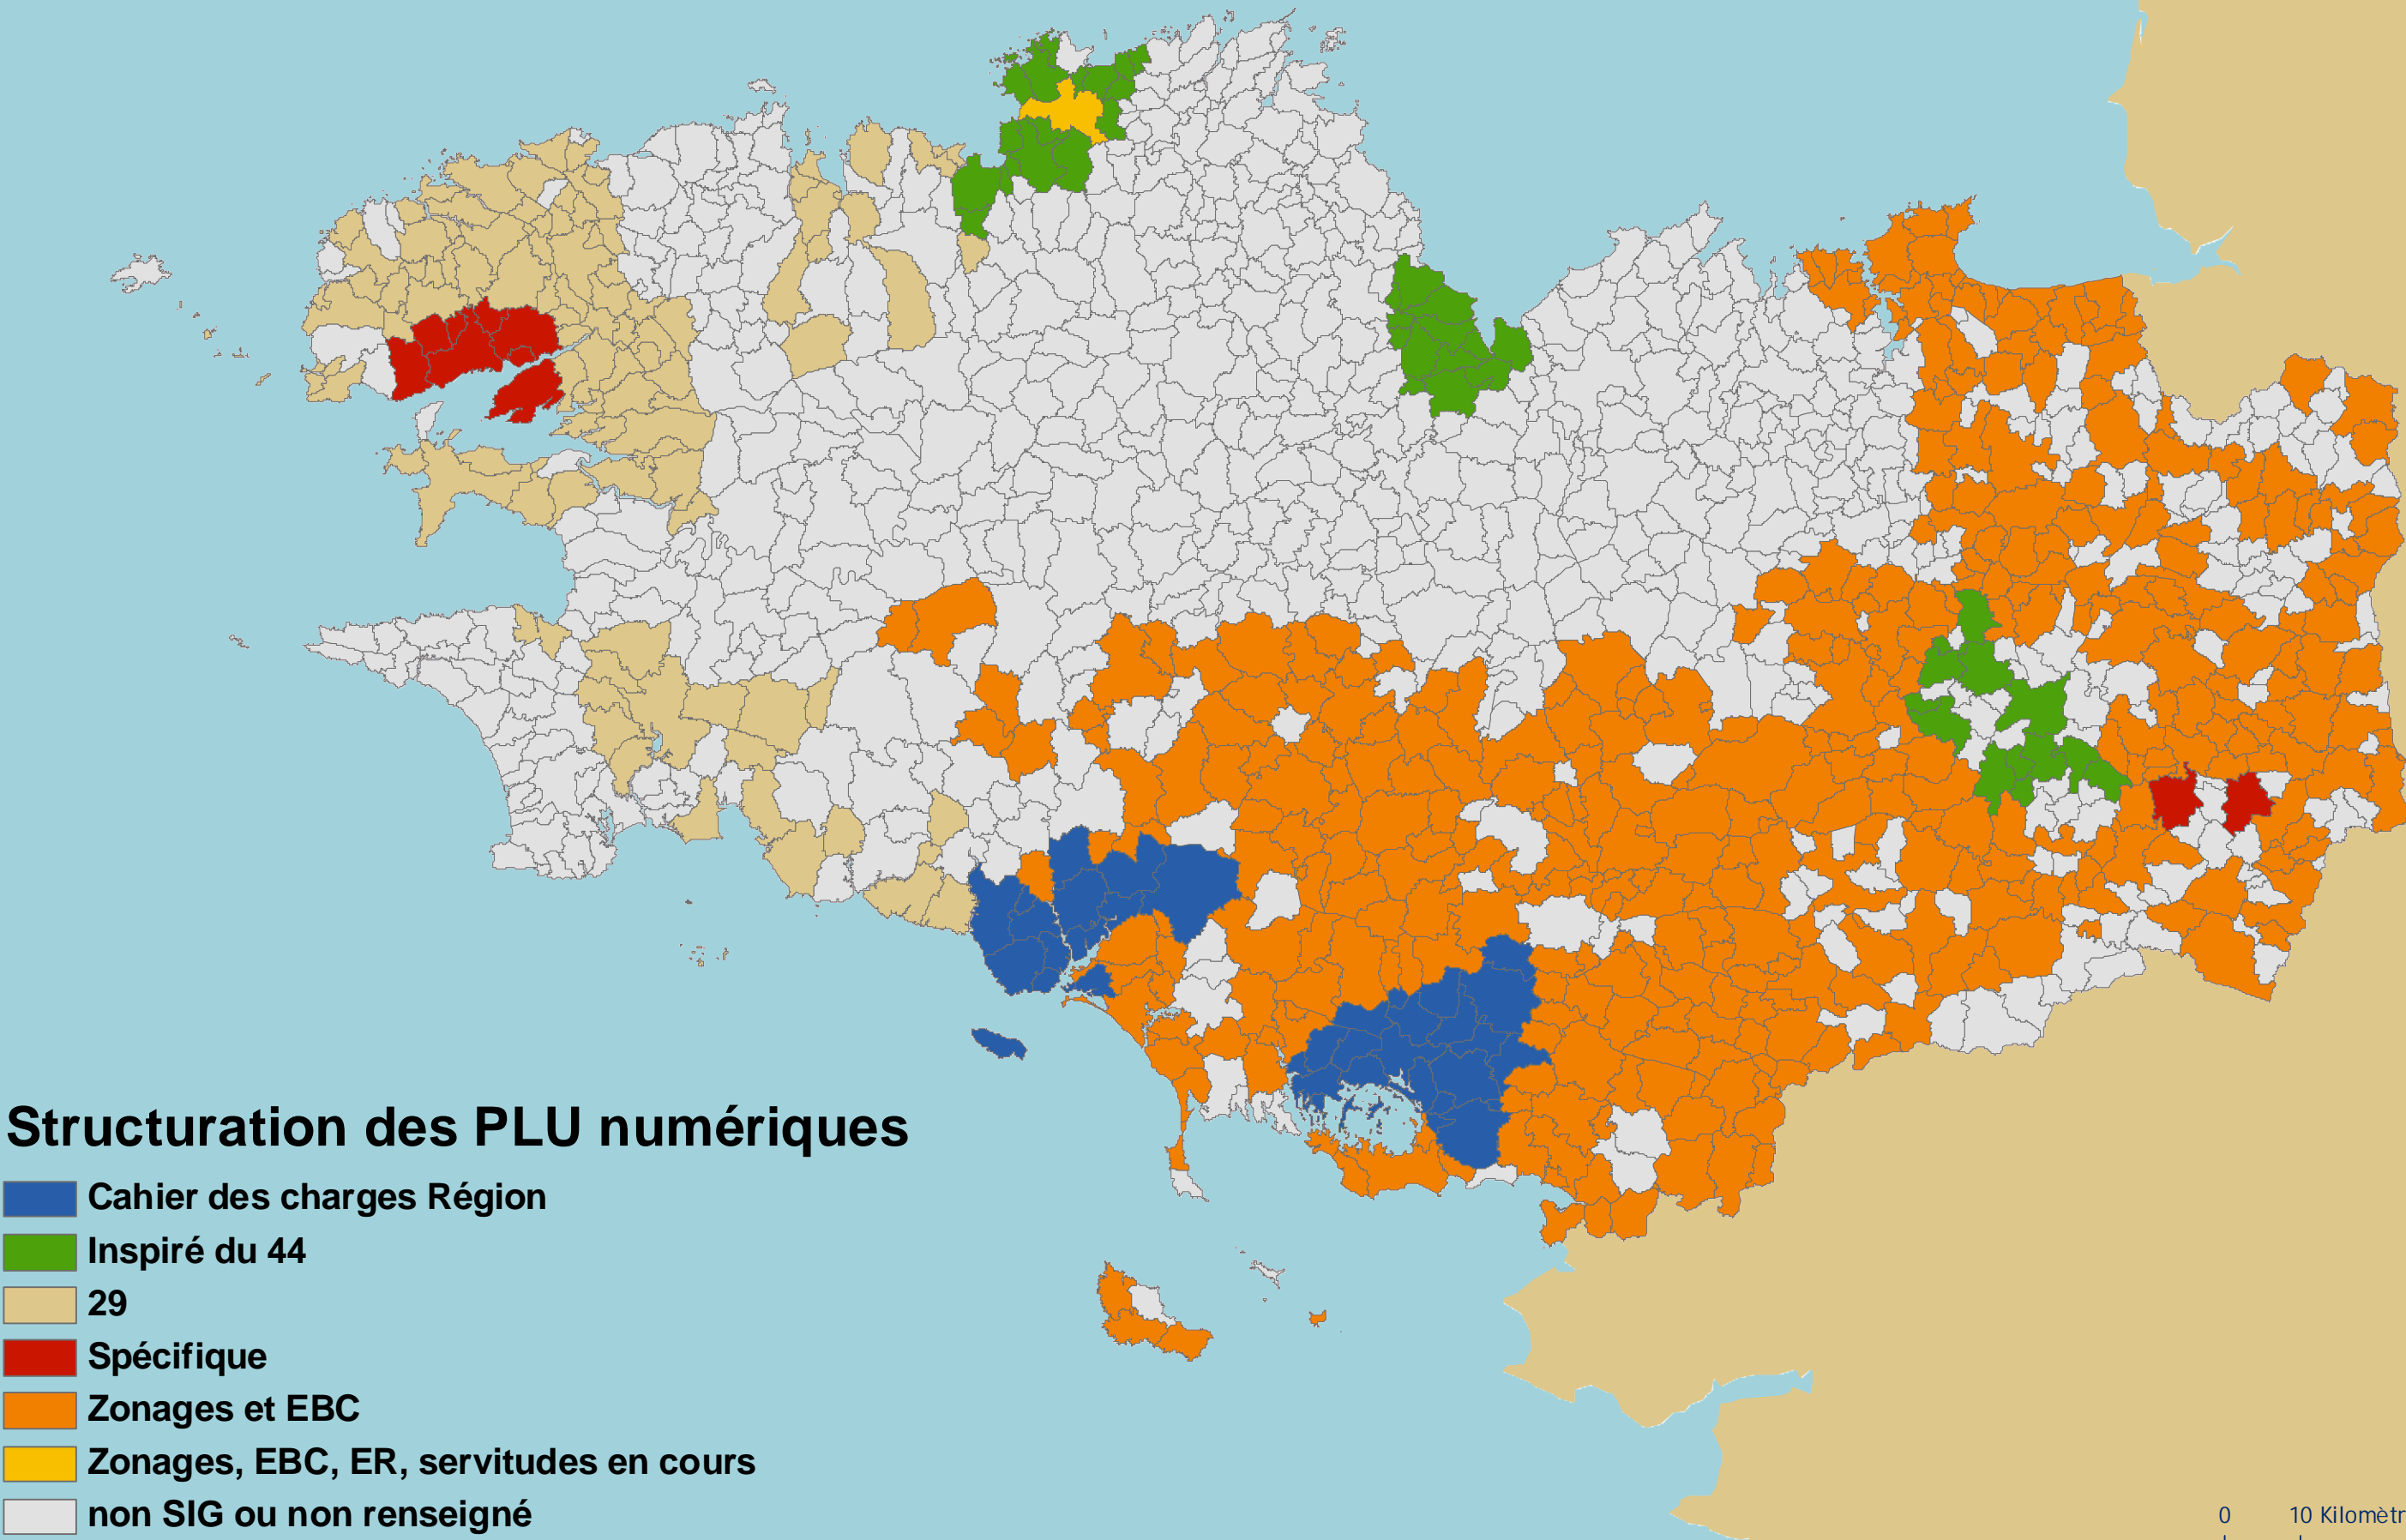 Structuration des PLU numériques
Cahier des charges Région
Inspiré du 44
29
Spécifique
Zonages et EBC
Zonages, EBC, ER, servitudes en cours
non SIG ou non renseigné
0 10 Kilomètr